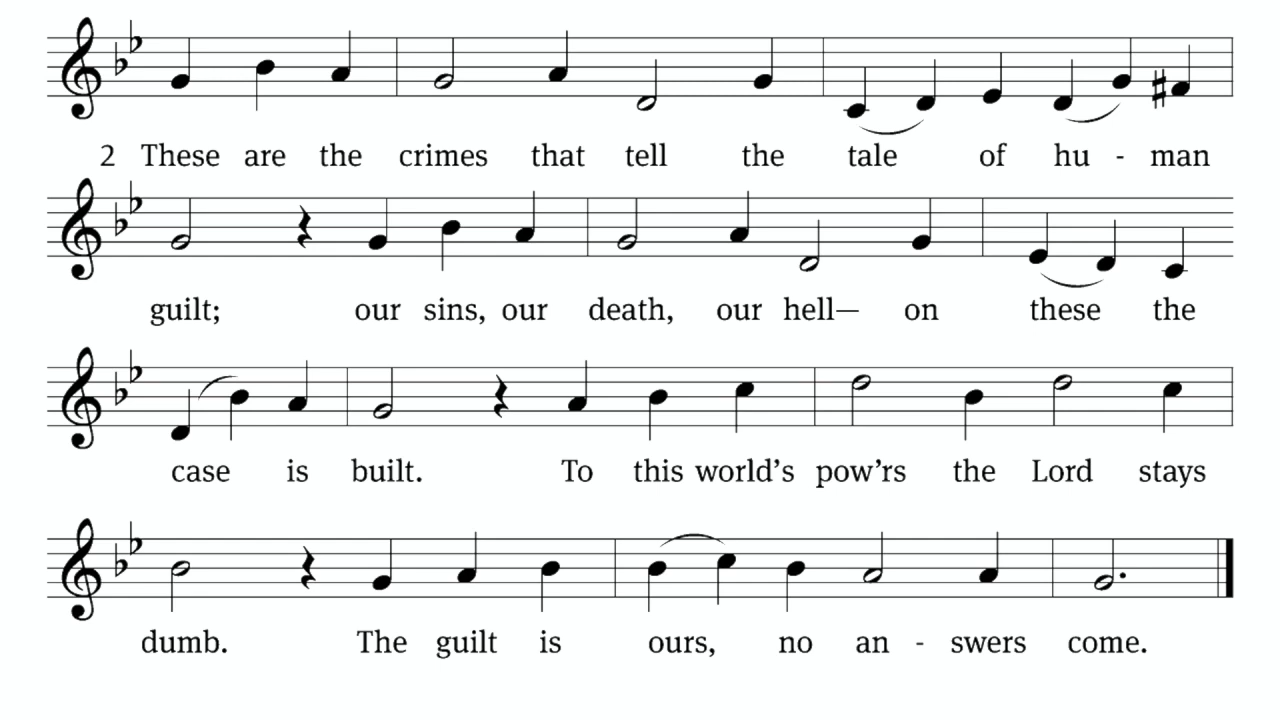 2 These are the crimes that tell the tale of hu - man
guilt; our sins, our death, our hell— on these the
case is built. To this world’s pow’rs the Lord stays
dumb. The guilt is ours, no an - swers come.